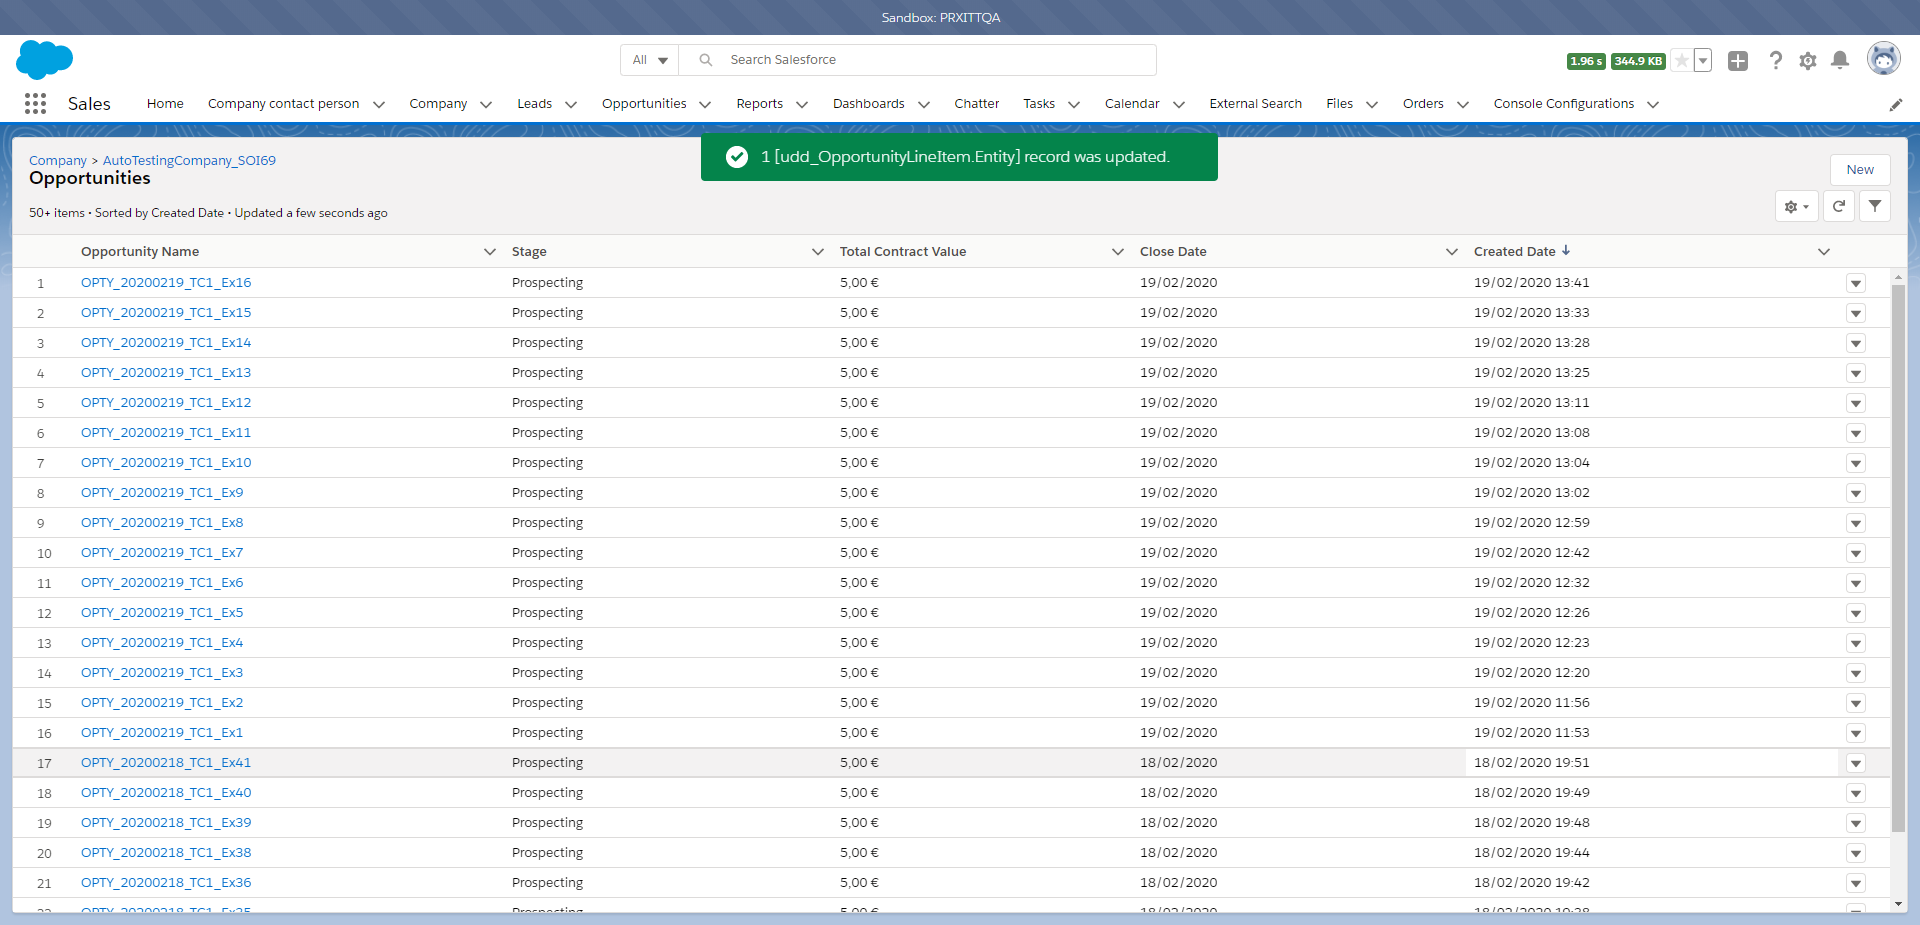 Sandbox: PRXITTQA
All Search Salesforce 1.96 s 344.9 KB
Sales Home Company contact person Company Leads Opportunities Reports Dashboards Chatter Tasks Calendar External Search Files Orders Console Configurations
1 [udd_OpportunityLineItem.Entity] record was updated.
Company > AutoTestingCompany_SOI69
Opportunities
New
50+ items • Sorted by Created Date • Updated a few seconds ago
Opportunity Name Stage Total Contract Value Close Date Created Date
1 OPTY_20200219_TC1_Ex16 Prospecting 5,00 € 19/02/2020 19/02/2020 13:41
2 OPTY_20200219_TC1_Ex15 Prospecting 5,00 € 19/02/2020 19/02/2020 13:33
3 OPTY_20200219_TC1_Ex14 Prospecting 5,00 € 19/02/2020 19/02/2020 13:28
4 OPTY_20200219_TC1_Ex13 Prospecting 5,00 € 19/02/2020 19/02/2020 13:25
5 OPTY_20200219_TC1_Ex12 Prospecting 5,00 € 19/02/2020 19/02/2020 13:11
6 OPTY_20200219_TC1_Ex11 Prospecting 5,00 € 19/02/2020 19/02/2020 13:08
7 OPTY_20200219_TC1_Ex10 Prospecting 5,00 € 19/02/2020 19/02/2020 13:04
8 OPTY_20200219_TC1_Ex9 Prospecting 5,00 € 19/02/2020 19/02/2020 13:02
9 OPTY_20200219_TC1_Ex8 Prospecting 5,00 € 19/02/2020 19/02/2020 12:59
10 OPTY_20200219_TC1_Ex7 Prospecting 5,00 € 19/02/2020 19/02/2020 12:42
11 OPTY_20200219_TC1_Ex6 Prospecting 5,00 € 19/02/2020 19/02/2020 12:32
12 OPTY_20200219_TC1_Ex5 Prospecting 5,00 € 19/02/2020 19/02/2020 12:26
13 OPTY_20200219_TC1_Ex4 Prospecting 5,00 € 19/02/2020 19/02/2020 12:23
14 OPTY_20200219_TC1_Ex3 Prospecting 5,00 € 19/02/2020 19/02/2020 12:20
15 OPTY_20200219_TC1_Ex2 Prospecting 5,00 € 19/02/2020 19/02/2020 11:56
16 OPTY_20200219_TC1_Ex1 Prospecting 5,00 € 19/02/2020 19/02/2020 11:53
17 OPTY_20200218_TC1_Ex41 Prospecting 5,00 € 18/02/2020 18/02/2020 19:51
18 OPTY_20200218_TC1_Ex40 Prospecting 5,00 € 18/02/2020 18/02/2020 19:49
19 OPTY_20200218_TC1_Ex39 Prospecting 5,00 € 18/02/2020 18/02/2020 19:48
20 OPTY_20200218_TC1_Ex38 Prospecting 5,00 € 18/02/2020 18/02/2020 19:44
21 OPTY_20200218_TC1_Ex36 Prospecting 5,00 € 18/02/2020 18/02/2020 19:42